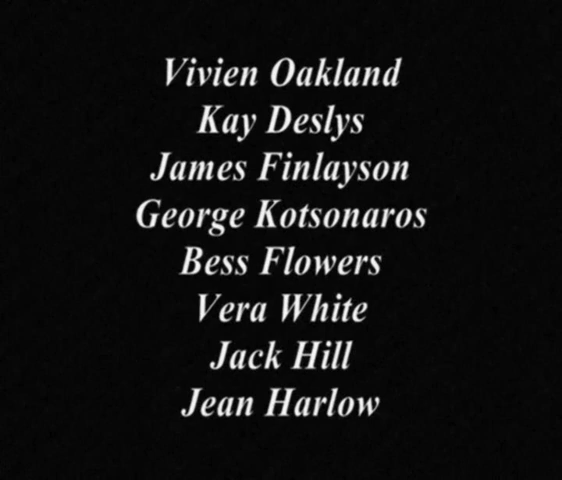 Vivien Oakland
Kay Deslys
James Finlayson
George Kotsonaros
Bess Flowers
Vera White
Jack Hill
Jean Harlow